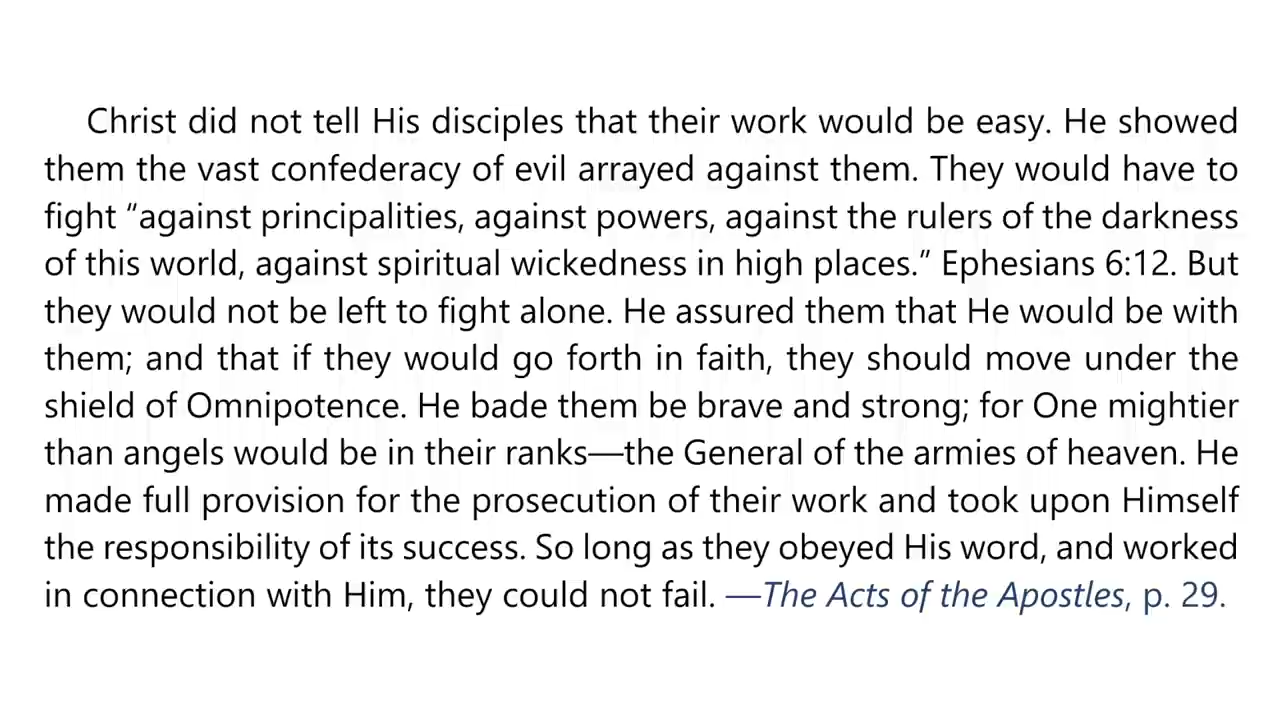 Christ did not tell His disciples that their work would be easy. He showed
them the vast confederacy of evil arrayed against them. They would have to
fight “against principalities, against powers, against the rulers of the darkness
of this world, against spiritual wickedness in high places.” Ephesians 6:12. But
they would not be left to fight alone. He assured them that He would be with
them; and that if they would go forth in faith, they should move under the
shield of Omnipotence. He bade them be brave and strong; for One mightier
than angels would be in their ranks—the General of the armies of heaven. He
made full provision for the prosecution of their work and took upon Himself
the responsibility of its success. So long as they obeyed His word, and worked
in connection with Him, they could not fail. —The Acts of the Apostles, p. 29.